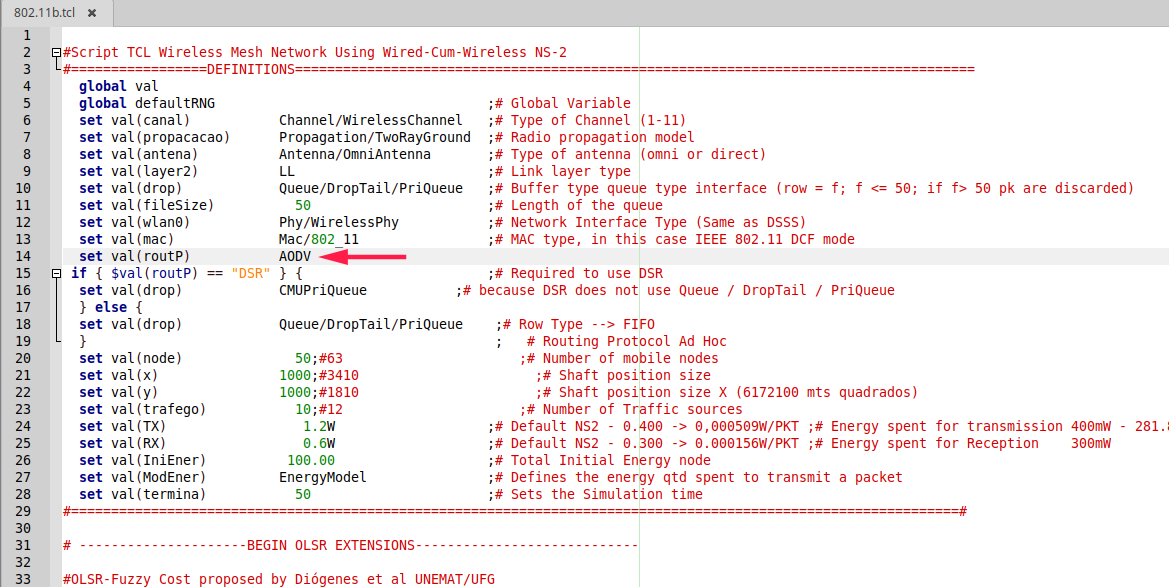 802.11b.tcl ✖
1
2 #Script TCL Wireless Mesh Network Using Wired-Cum-Wireless NS-2
3 #=================DEFINITIONS=====================================================================================
4 global val
5 global defaultRNG ;# Global Variable
6 set val(canal) Channel/WirelessChannel ;# Type of Channel (1-11)
7 set val(propacacao) Propagation/TwoRayGround ;# Radio propagation model
8 set val(antena) Antenna/OmniAntenna ;# Type of antenna (omni or direct)
9 set val(layer2) LL ;# Link layer type
10 set val(drop) Queue/DropTail/PriQueue ;# Buffer type queue type interface (row = f; f <= 50; if f> 50 pk are discarded)
11 set val(fileSize) 50 ;# Length of the queue
12 set val(wlan0) Phy/WirelessPhy ;# Network Interface Type (Same as DSSS)
13 set val(mac) Mac/802_11 ;# MAC type, in this case IEEE 802.11 DCF mode
14 set val(routP) AODV
15 if { $val(routP) == "DSR" } { ;# Required to use DSR
16 set val(drop) CMUPriQueue ;# because DSR does not use Queue / DropTail / PriQueue
17 } else {
18 set val(drop) Queue/DropTail/PriQueue ;# Row Type --> FIFO
19 } ; # Routing Protocol Ad Hoc
20 set val(node) 50;#63 ;# Number of mobile nodes
21 set val(x) 1000;#3410 ;# Shaft position size
22 set val(y) 1000;#1810 ;# Shaft position size X (6172100 mts quadrados)
23 set val(trafego) 10;#12 ;# Number of Traffic sources
24 set val(TX) 1.2W ;# Default NS2 - 0.400 -> 0,000509W/PKT ;# Energy spent for transmission 400mW - 281.8
25 set val(RX) 0.6W ;# Default NS2 - 0.300 -> 0.000156W/PKT ;# Energy spent for Reception 300mW
26 set val(IniEner) 100.00 ;# Total Initial Energy node
27 set val(ModEner) EnergyModel ;# Defines the energy qtd spent to transmit a packet
28 set val(termina) 50 ;# Sets the Simulation time
29 #===============================================================================================================#
30
31 # ---------------------BEGIN OLSR EXTENSIONS----------------------------
32
33 #OLSR-Fuzzy Cost proposed by Diógenes et al UNEMAT/UFG